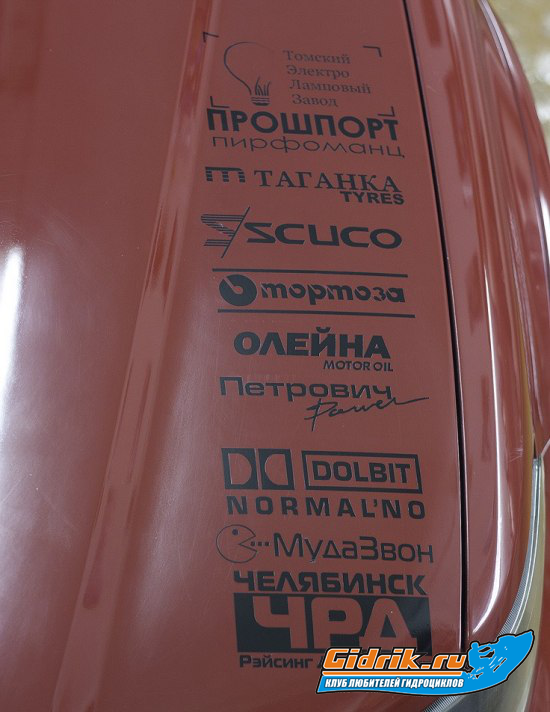 Томский
Электро
Ламповый
Завод
ПРОШПОРТ
пирфоманц
ТАГАНКА
TYRES
SCUCO
тортоза
ОЛЕЙНА
MOTOR OIL
Петрович
Power
DOLBIT
NORMAL'NO
МудаЗвон
ЧЕЛЯБИНСК
ЧРД
Рэйсинг
Gidrik.ru
КЛУБ ЛЮБИТЕЛЕЙ ГИДРОЦИКЛОВ